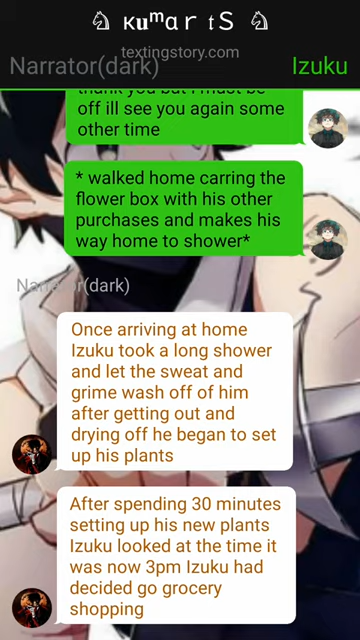 ♘ ĸuᵐαr tS ♘
textingstory.com
Narrator(dark)
Izuku
thank you but I must be
off ill see you again some
other time
* walked home carring the
flower box with his other
purchases and makes his
way home to shower*
Narrator(dark)
Once arriving at home
Izuku took a long shower
and let the sweat and
grime wash off of him
after getting out and
drying off he began to set
up his plants
After spending 30 minutes
setting up his new plants
Izuku looked at the time it
was now 3pm Izuku had
decided go grocery
shopping